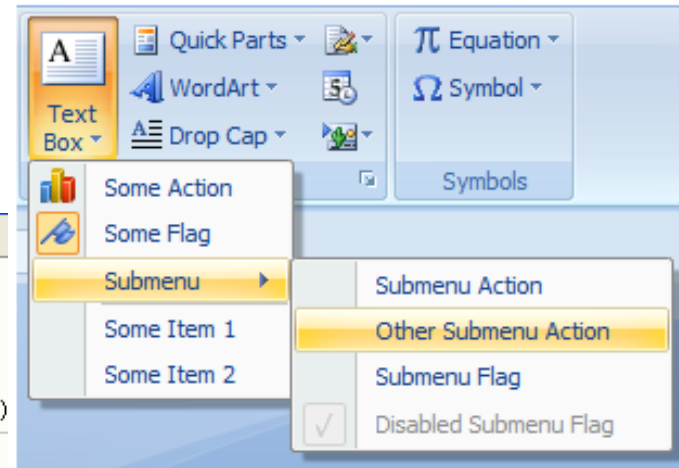 A
Text
Box
Quick Parts
WordArt
A Drop Cap
5
π Equation
Ω Symbol
Symbols
Some Action
Some Flag
Submenu
Some Item 1
Some Item 2
Submenu Action
Other Submenu Action
Submenu Flag
Disabled Submenu Flag
)